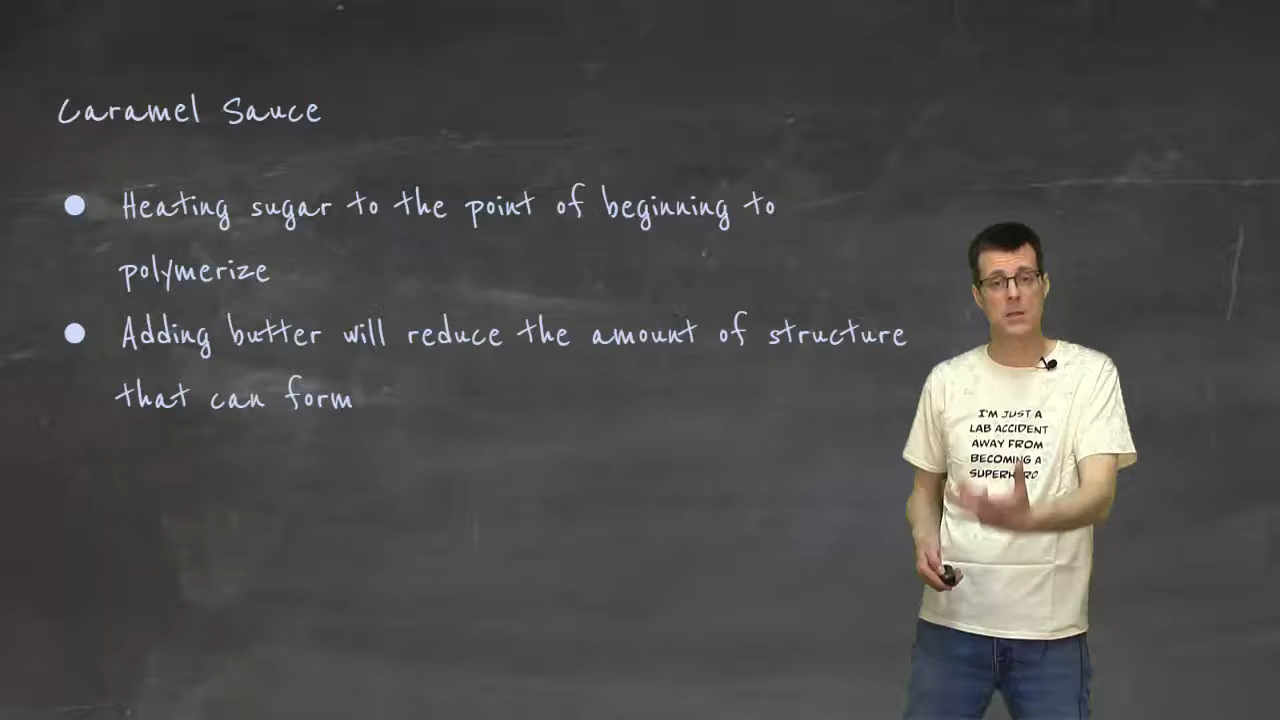 Caramel Sauce
● Heating sugar to the point of beginning to
polymerize
● Adding butter will reduce the amount of structure
that can form
I'M JUST A
LAB ACCIDENT
AWAY FROM
BECOMING A
SUPERHERO